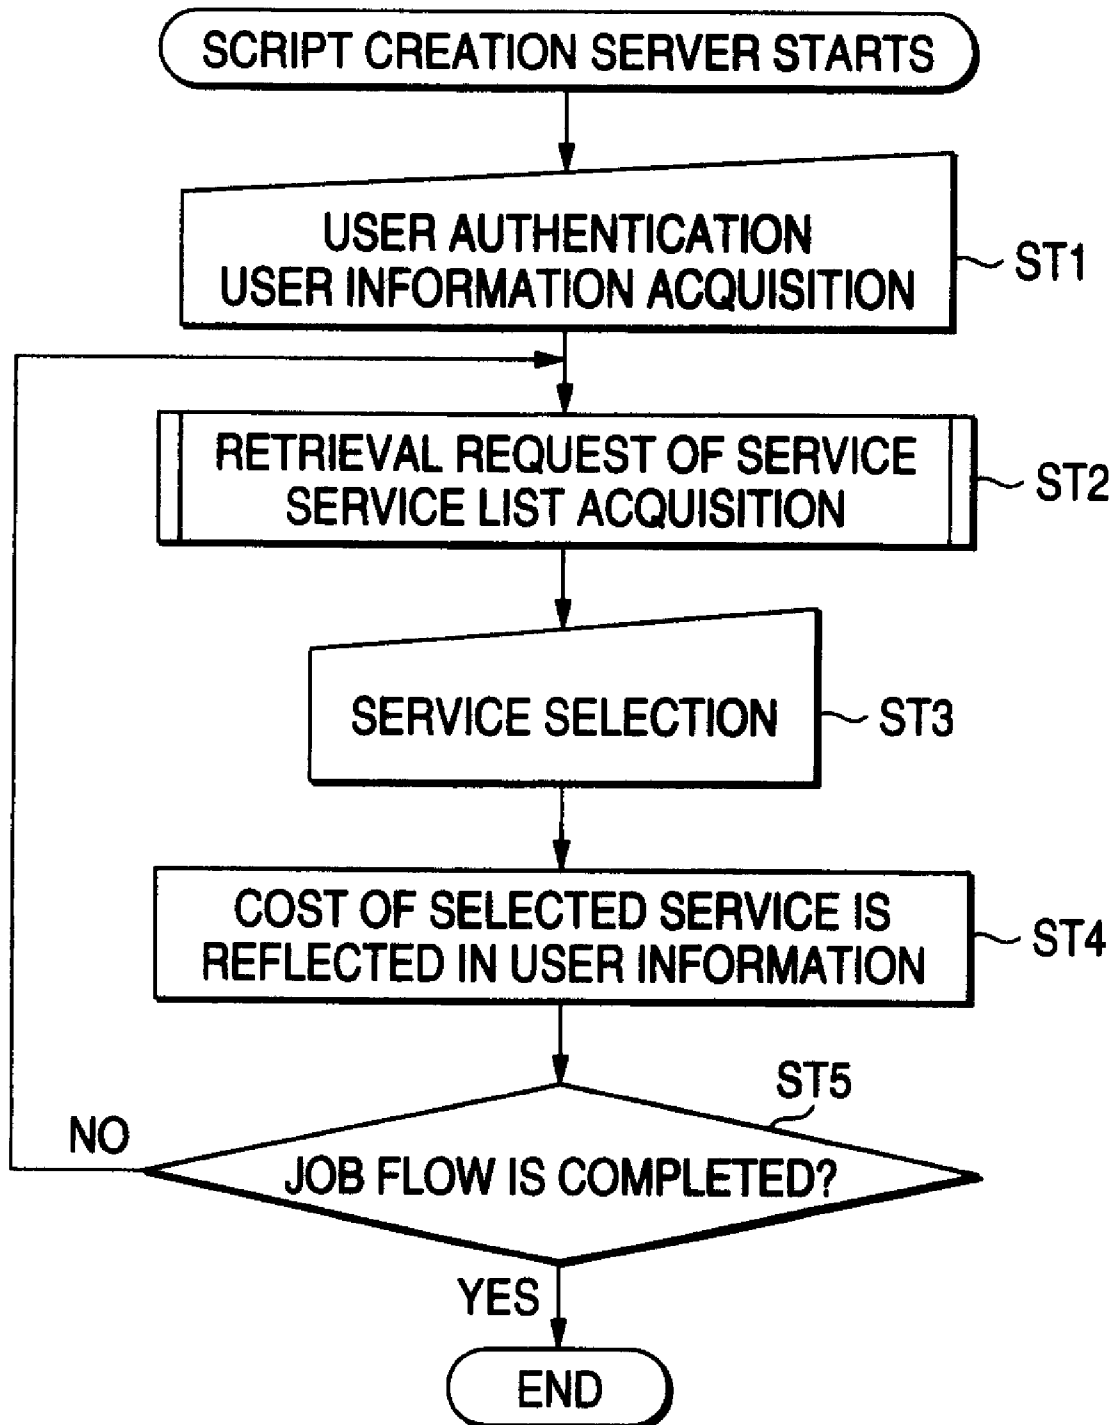 SCRIPT CREATION SERVER STARTS
USER AUTHENTICATION
USER INFORMATION ACQUISITION
ST1
RETRIEVAL REQUEST OF SERVICE
SERVICE LIST ACQUISITION
ST2
SERVICE SELECTION
ST3
COST OF SELECTED SERVICE IS
REFLECTED IN USER INFORMATION
ST4
ST5
NO
JOB FLOW IS COMPLETED?
YES
END